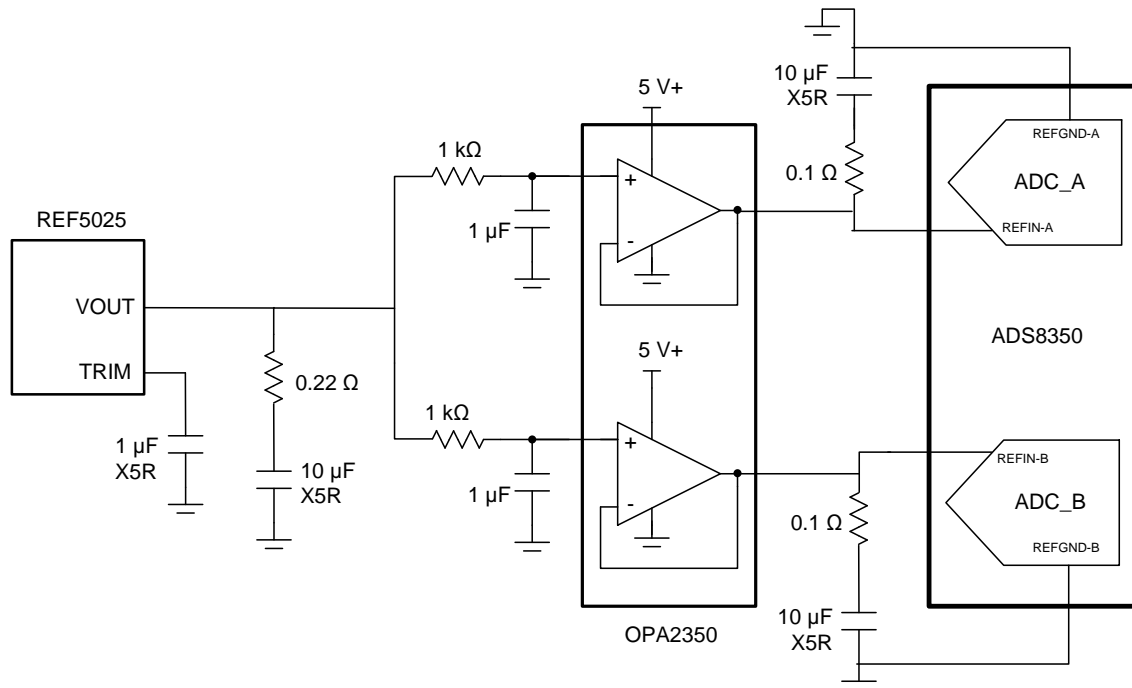 10 µF
X5R
5 V+
REFGND-A
1 kΩ
0.1 Ω
ADC_A
+
REF5025
1 µF
REFIN-A
-
VOUT
5 V+
ADS8350
TRIM
0.22 Ω
1 kΩ
+
1 µF
X5R
10 µF
X5R
REFIN-B
1 µF
ADC_B
-
0.1 Ω
REFGND-B
10 µF
X5R
OPA2350